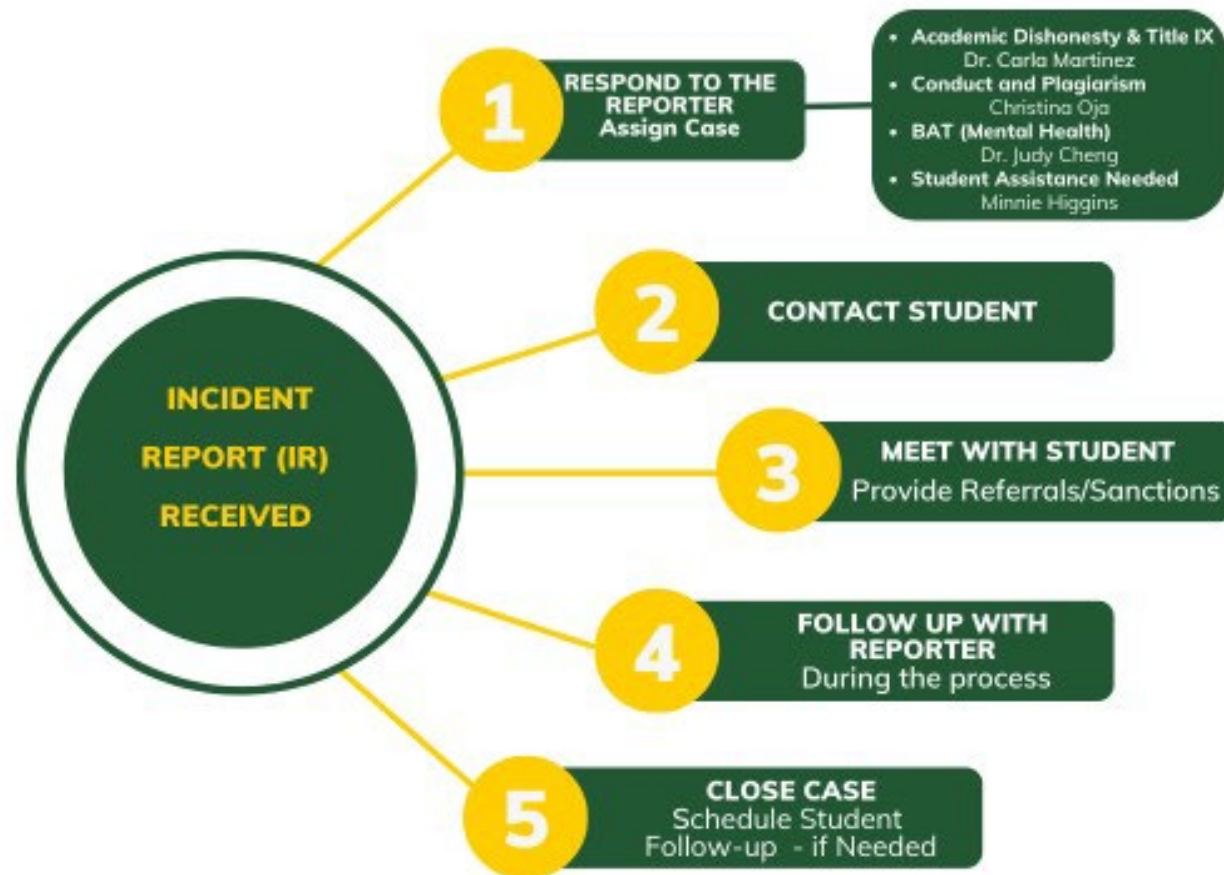 INCIDENT
REPORT (IR)
RECEIVED
1
RESPOND TO THE
REPORTER
Assign Case
• Academic Dishonesty & Title IX
Dr. Carla Martinez
• Conduct and Plagiarism
Christina Oja
• BAT (Mental Health)
Dr. Judy Cheng
• Student Assistance Needed
Minnie Higgins
2
CONTACT STUDENT
3
MEET WITH STUDENT
Provide Referrals/Sanctions
4
FOLLOW UP WITH
REPORTER
During the process
5
CLOSE CASE
Schedule Student
Follow-up - if Needed